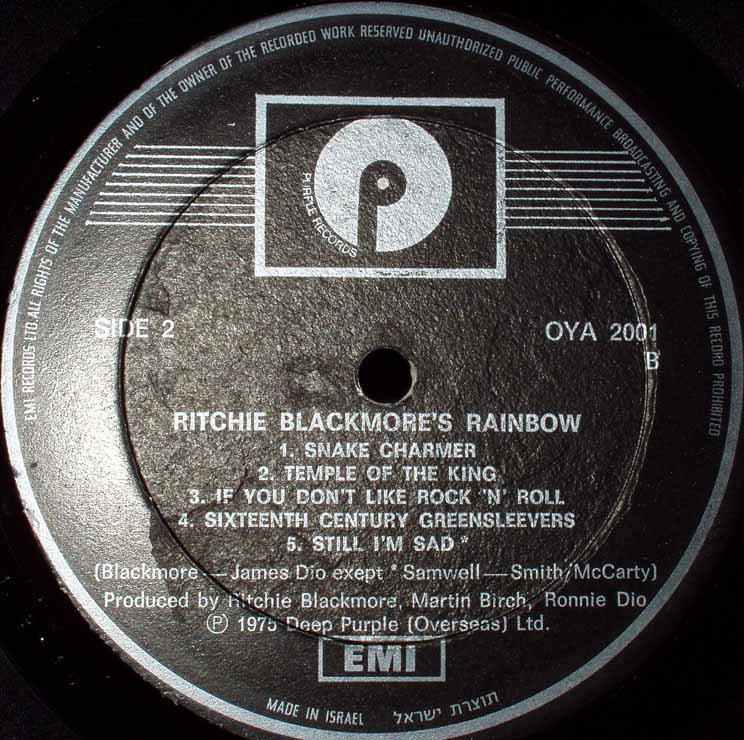 EMI RECORDS LTD. ALL RIGHTS OF THE MANUFACTURER AND OF THE OWNER OF THE RECORDED WORK RESERVED UNAUTHORIZED PUBLIC PERFORMANCE BROADCASTING AND COPYING OF THIS RECORD PROHIBITED
PURPLE RECORDS
SIDE 2
OYA 2001
B
RITCHIE BLACKMORE'S RAINBOW
1. SNAKE CHARMER
2. TEMPLE OF THE KING
3. IF YOU DON'T LIKE ROCK 'N' ROLL
4. SIXTEENTH CENTURY GREENSLEEVERS
5. STILL I'M SAD *
(Blackmore — James Dio exept * Samwell — Smith/McCarty)
Produced by Ritchie Blackmore, Martin Birch, Ronnie Dio
Ⓟ 1975 Deep Purple (Overseas) Ltd.
EMI
MADE IN ISRAEL תוצרת ישראל